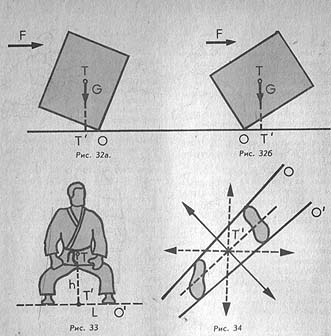 F
T
G
T' O
Рис. 32а.
F
T
G
O T'
Рис. 32б
T
h
T'
L O'
Рис. 33
O
O'
T'
Рис. 34